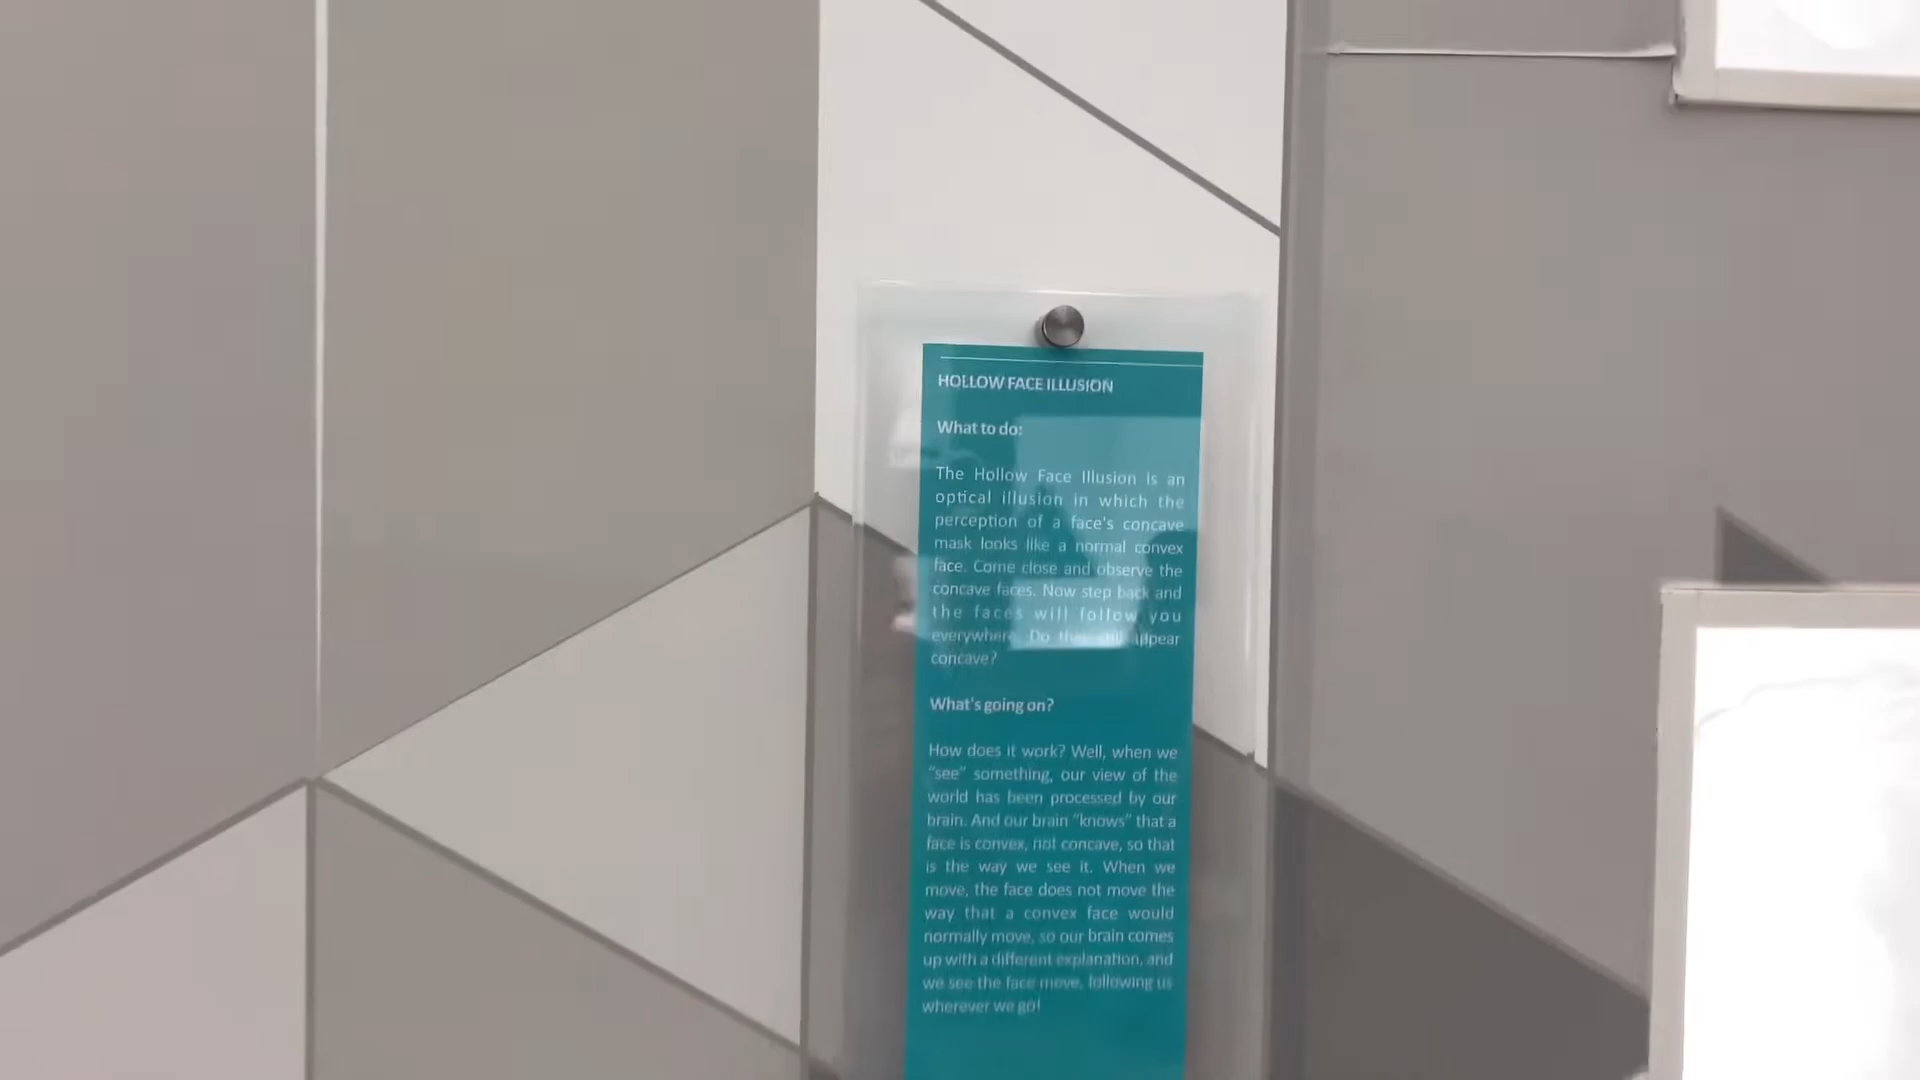 HOLLOW FACE ILLUSION
What to do:
The Hollow Face Illusion is an
optical illusion in which the
perception of a face's concave
mask looks like a normal convex
face. Come close and observe the
concave faces. Now step back and
the faces will follow you
everywhere. Do they still appear
concave?
What's going on?
How does it work? Well, when we
“see” something, our view of the
world has been processed by our
brain. And our brain “knows” that a
face is convex, not concave, so that
is the way we see it. When we
move, the face does not move the
way that a convex face would
normally move, so our brain comes
up with a different explanation, and
we see the face move, following us
wherever we go!